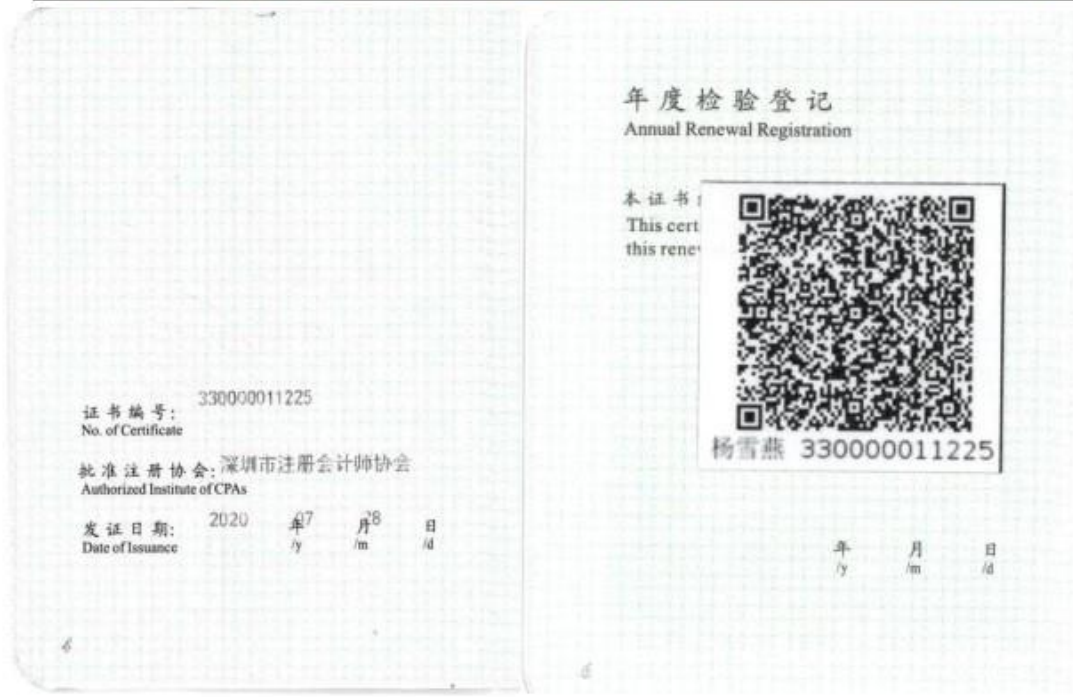 证书编号: 330000011225
No. of Certificate
批准注册协会: 深圳市注册会计师协会
Authorized Institute of CPAs
发证日期: 2020 年 07 月 28 日
Date of Issuance /y /m /d
年度检验登记
Annual Renewal Registration
本证书
This cert
this rene
杨雪燕 330000011225
年 月 日
/y /m /d